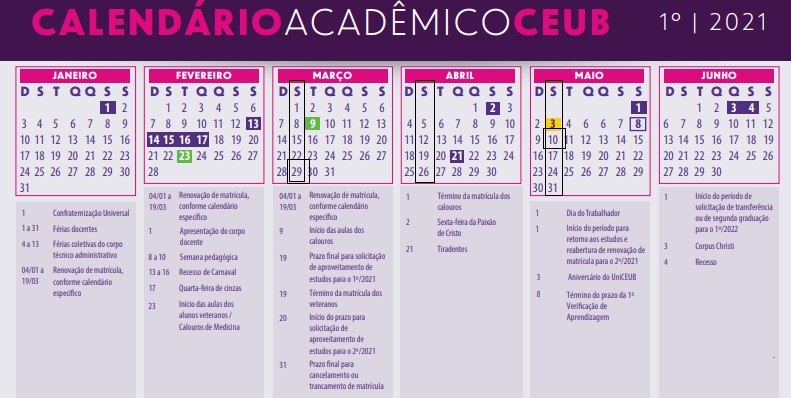 CALENDÁRIO ACADÊMICO CEUB 1º | 2021
JANEIRO
D S T Q Q S S
1 2
3 4 5 6 7 8 9
10 11 12 13 14 15 16
17 18 19 20 21 22 23
24 25 26 27 28 29 30
31
1 Confraternização Universal
1 a 31 Férias docentes
4 a 13 Férias coletivas do corpo
técnico administrativo
04/01 a Renovação de matrícula,
19/03 conforme calendário
específico
FEVEREIRO
D S T Q Q S S
1 2 3 4 5 6
7 8 9 10 11 12 13
14 15 16 17 18 19 20
21 22 23 24 25 26 27
28
04/01 a Renovação de matrícula,
19/03 conforme calendário
específico
1 Apresentação do corpo
docente
8 a 10 Semana pedagógica
13 a 16 Recesso de Carnaval
17 Quarta-feira de cinzas
23 Início das aulas dos
alunos veteranos /
Calouros de Medicina
MARÇO
D S T Q Q S S
1 2 3 4 5 6
7 8 9 10 11 12 13
14 15 16 17 18 19 20
21 22 23 24 25 26 27
28 29 30 31
04/01 a Renovação de matrícula,
19/03 conforme calendário
específico
9 Início das aulas dos
calouros
19 Prazo final para solicitação
de aproveitamento de
estudos para o 1º/2021
19 Término da matrícula dos
veteranos
20 Início do prazo para
solicitação de
aproveitamento de
estudos para o 2º/2021
31 Prazo final para
cancelamento ou
trancamento de matrícula
ABRIL
D S T Q Q S S
1 2 3
4 5 6 7 8 9 10
11 12 13 14 15 16 17
18 19 20 21 22 23 24
25 26 27 28 29 30
1 Término da matrícula dos
calouros
2 Sexta-feira da Paixão
de Cristo
21 Tiradentes
MAIO
D S T Q Q S S
1
2 3 4 5 6 7 8
9 10 11 12 13 14 15
16 17 18 19 20 21 22
23 24 25 26 27 28 29
30 31
1 Dia do Trabalhador
1 Início do período para
retorno aos estudos e
reabertura de renovação de
matrícula para o 2º/2021
3 Aniversário do UniCEUB
8 Término do prazo da 1ª
Verificação de
Aprendizagem
JUNHO
D S T Q Q S S
1 2 3 4 5
6 7 8 9 10 11 12
13 14 15 16 17 18 19
20 21 22 23 24 25 26
27 28 29 30
1 Início do período de
solicitação de transferência
ou de segunda graduação
para o 1º/2022
3 Corpus Christi
4 Recesso